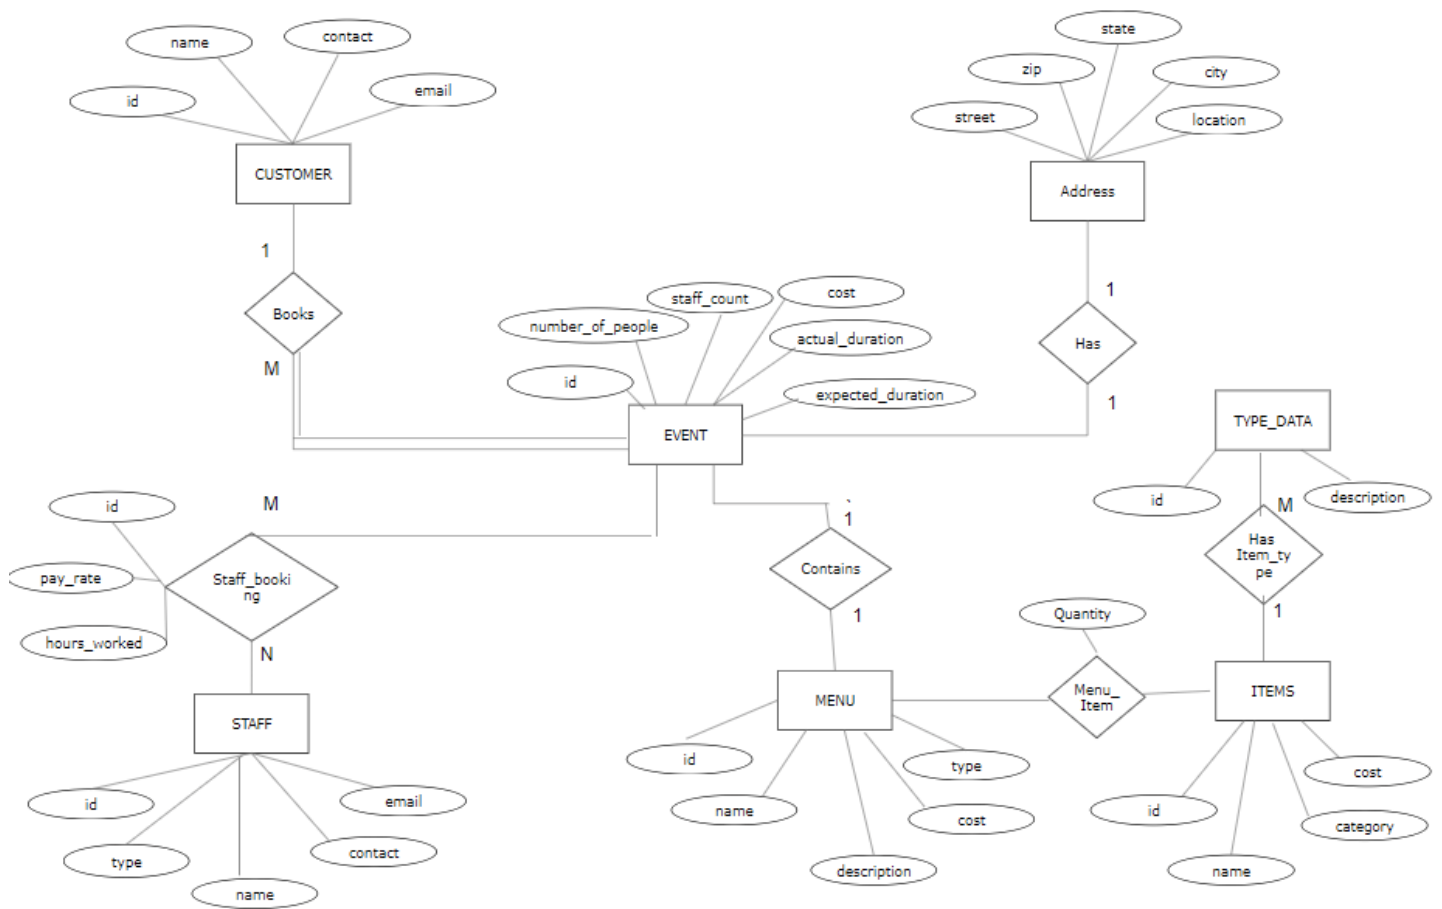 state
contact
name
zip
city
email
id
street
location
CUSTOMER
Address
1
Books
M
1
Has
1
cost
staff_count
number_of_people
actual_duration
id
expected_duration
EVENT
TYPE_DATA
id
description
M
Has
Item_ty
pe
1
M
id
pay_rate
hours_worked
Staff_booki
ng
N
1
Contains
1
Quantity
Menu_
Item
STAFF
MENU
ITEMS
id
type
name
contact
email
id
name
description
cost
type
id
name
category
cost